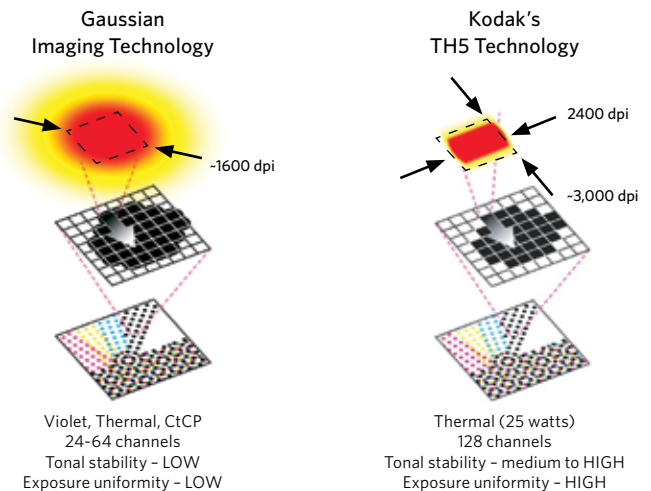 Gaussian
Imaging Technology
~1600 dpi
Violet, Thermal, CtCP
24-64 channels
Tonal stability – LOW
Exposure uniformity – LOW
Kodak's
TH5 Technology
2400 dpi
~3,000 dpi
Thermal (25 watts)
128 channels
Tonal stability – medium to HIGH
Exposure uniformity – HIGH